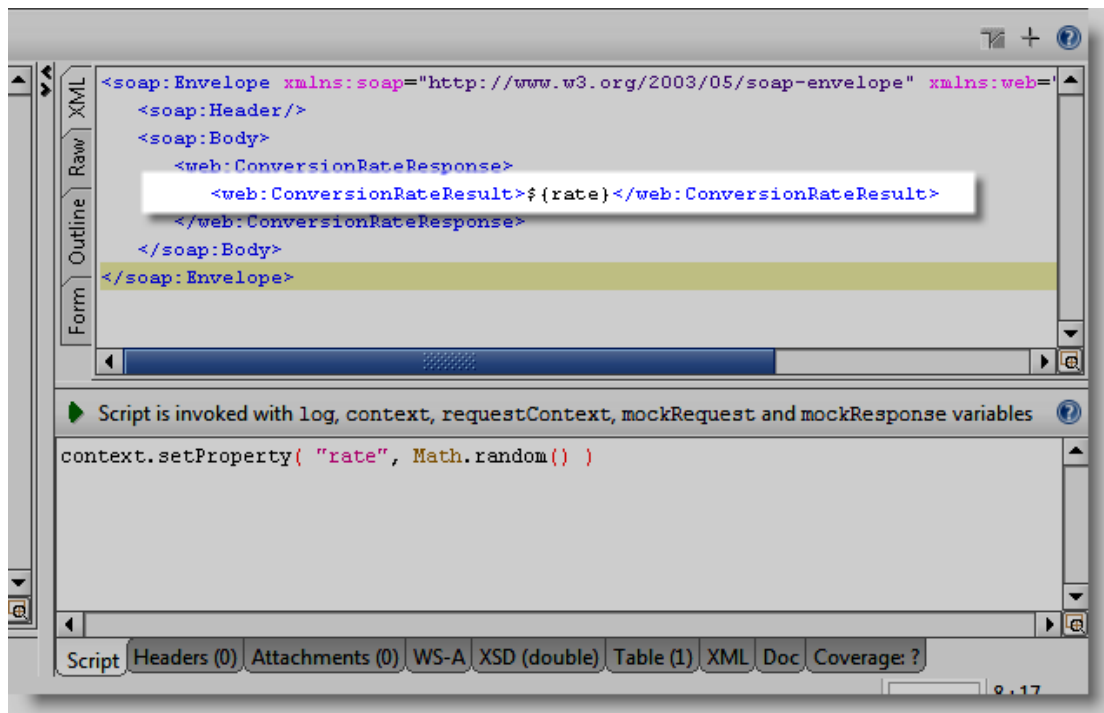 XML
Raw
Outline
Form
<soap:Envelope xmlns:soap="http://www.w3.org/2003/05/soap-envelope" xmlns:web='
<soap:Header/>
<soap:Body>
<web:ConversionRateResponse>
<web:ConversionRateResult>${rate}</web:ConversionRateResult>
</web:ConversionRateResponse>
</soap:Body>
</soap:Envelope>
Script is invoked with log, context, requestContext, mockRequest and mockResponse variables
context.setProperty( "rate", Math.random() )
Script Headers (0) Attachments (0) WS-A XSD (double) Table (1) XML Doc Coverage: ?
8 : 17